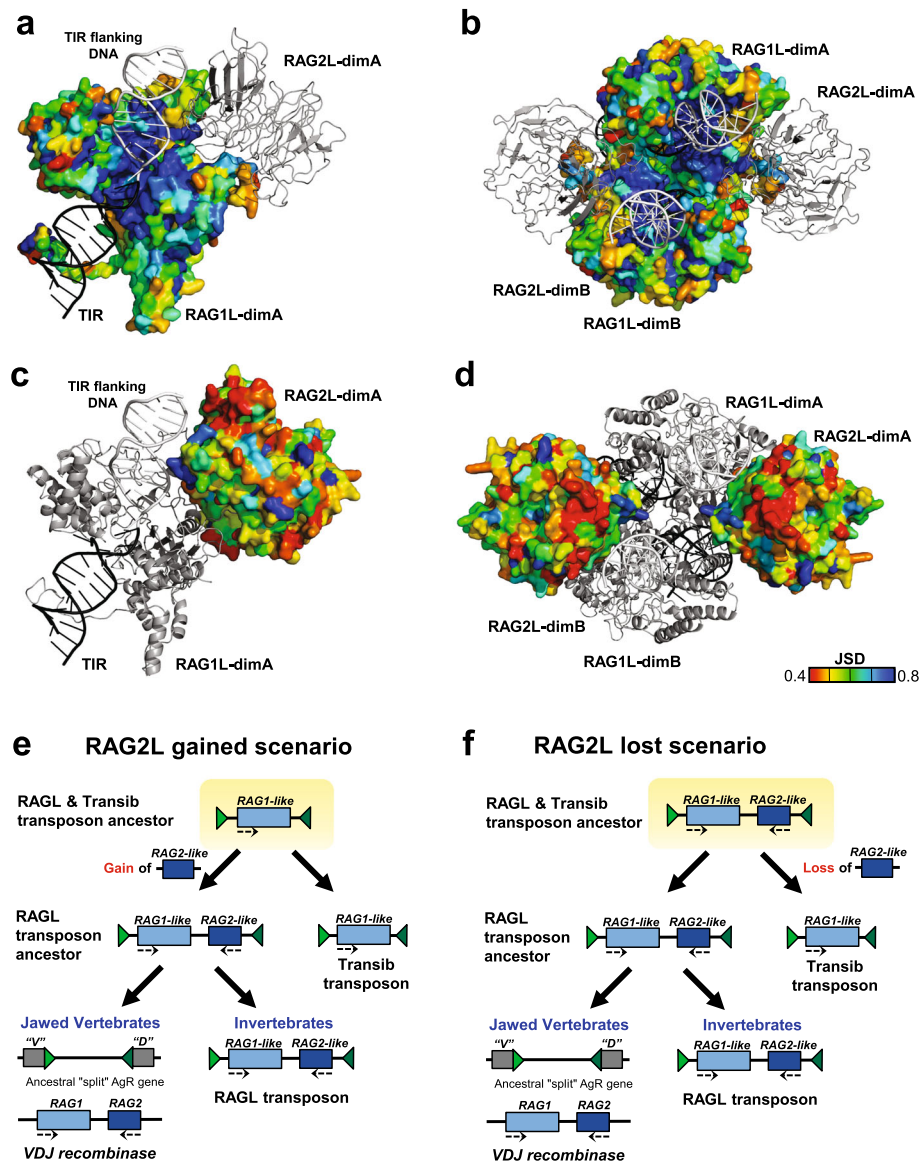 a
TIR flanking
DNA
RAG2L-dimA
TIR
RAG1L-dimA
b
RAG1L-dimA
RAG2L-dimA
RAG2L-dimB
RAG1L-dimB
c
TIR flanking
DNA
RAG2L-dimA
TIR
RAG1L-dimA
d
RAG1L-dimA
RAG2L-dimA
RAG2L-dimB
RAG1L-dimB
JSD
0.4 0.8
e RAG2L gained scenario
RAGL & Transib
transposon ancestor
RAG1-like
Gain of
RAG2-like
RAGL
transposon
ancestor
RAG1-like RAG2-like
RAG1-like
Transib
transposon
Jawed Vertebrates
"V" "D"
Ancestral "split" AgR gene
RAG1 RAG2
VDJ recombinase
Invertebrates
RAG1-like RAG2-like
RAGL transposon
f RAG2L lost scenario
RAGL & Transib
transposon ancestor
RAG1-like RAG2-like
Loss of
RAG2-like
RAGL
transposon
ancestor
RAG1-like RAG2-like
RAG1-like
Transib
transposon
Jawed Vertebrates
"V" "D"
Ancestral "split" AgR gene
RAG1 RAG2
VDJ recombinase
Invertebrates
RAG1-like RAG2-like
RAGL transposon